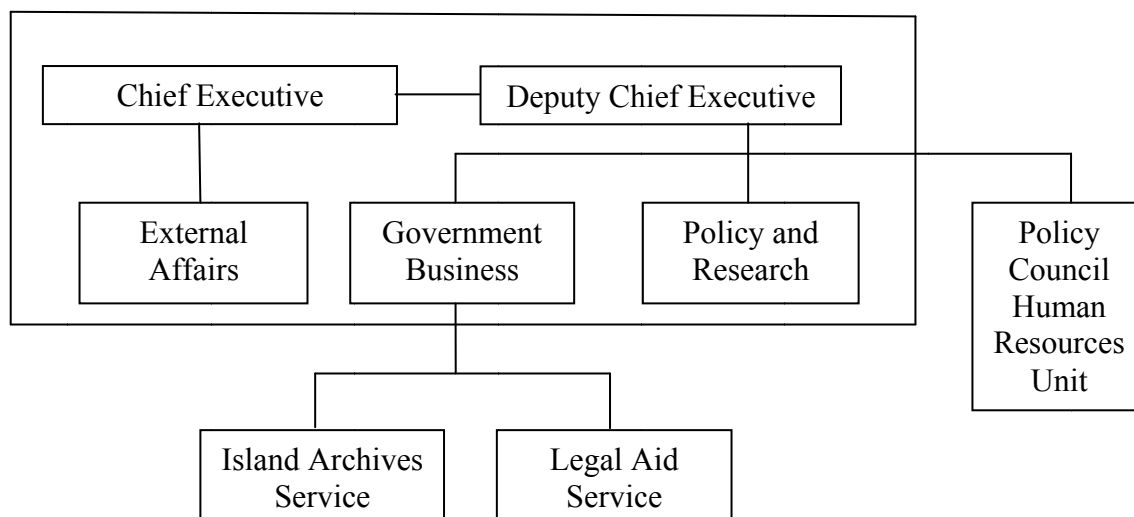 Chief Executive
Deputy Chief Executive
External
Affairs
Government
Business
Policy and
Research
Policy
Council
Human
Resources
Unit
Island Archives
Service
Legal Aid
Service